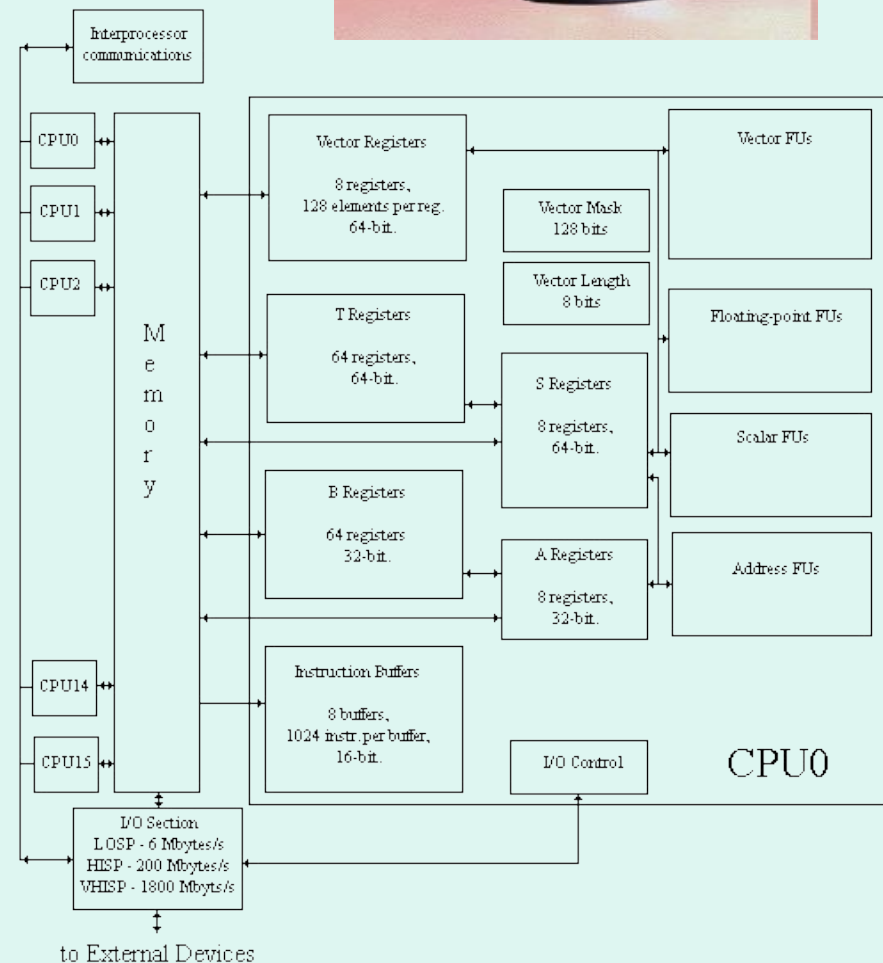 Interprocessor
communications
CPU0
CPU1
CPU2
CPU14
CPU15
M
e
m
o
r
y
Vector Registers
8 registers,
128 elements per reg.
64-bit.
T Registers
64 registers,
64-bit.
B Registers
64 registers
32-bit.
Instruction Buffers
8 buffers,
1024 instr. per buffer,
16-bit.
Vector Mask
128 bits
Vector Length
8 bits
S Registers
8 registers,
64-bit.
A Registers
8 registers,
32-bit.
Vector FUs
Floating-point FUs
Scalar FUs
Address FUs
I/O Control
CPU0
I/O Section
LOSP - 6 Mbytes/s
HISP - 200 Mbytes/s
VHISP - 1800 Mbyts/s
to External Devices